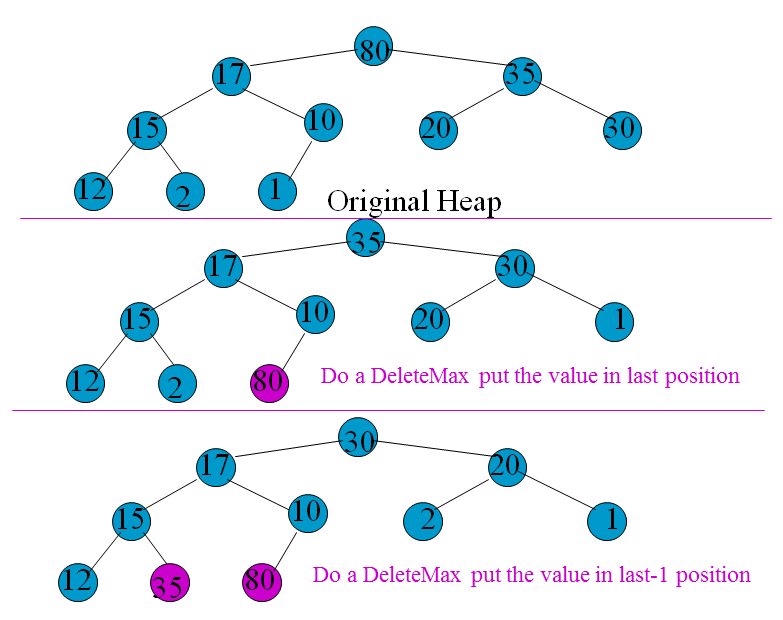 80
17 35
15 10 20 30
12 2 1
Original Heap
35
17 30
15 10 20 1
12 2 80 Do a DeleteMax put the value in last position
30
17 20
15 10 2 1
12 35 80 Do a DeleteMax put the value in last-1 position